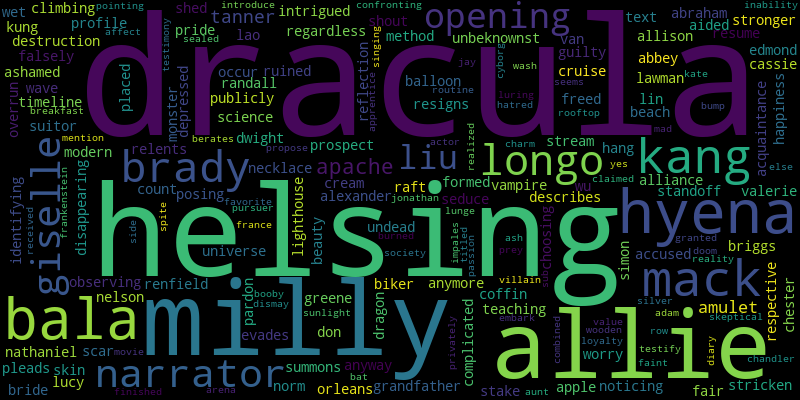 wet climbing pointing shed tanner introduce confronting intrigued opening shout text abraham inability
kung profile affect testimony pride regardless unbeknownst van aided stronger
destruction falsely sealed lao singing method cyborg guilty allison resume edmond
ashamed wave placed dracula occur ruined reflection jay wash cruise abbey cassie
overrun timeline monster depressed randall balloon luring seems lawman kate happiness
breakfast publicly apprentice routine hatred freed lin rooftop bump acquaintance
suitor science resigns beach mad
mention relents berates dwight prospect actor realized charm stream hang kang else
modern brady necklace propose apache liu longo yes alliance standoff valerie
identifying giselle disappearing count posing cream raft formed vampire wu claimed
received frankenstein spite favorite pursuer lighthouse alexander jonathan seduce describes choosing hyena
side france beauty helsing undead lunge impales thrilled passion ash prey granted doom briggs
universe burned society simon accused reality
observing renfield biker anymore villain mack skeptical
nelson booby dismay pardon greene sunlight dragon coffin silver adam amulet respective chester
bala milly evades don privately complicated teaching embark allie value wooden row
nathaniel scar movie pleads skin summons anyway combined loyalty worry testify diary chandler
narrator bat norm apple noticing faint stricken
bride lucy finished arena orleans grandfather stake aunt fair